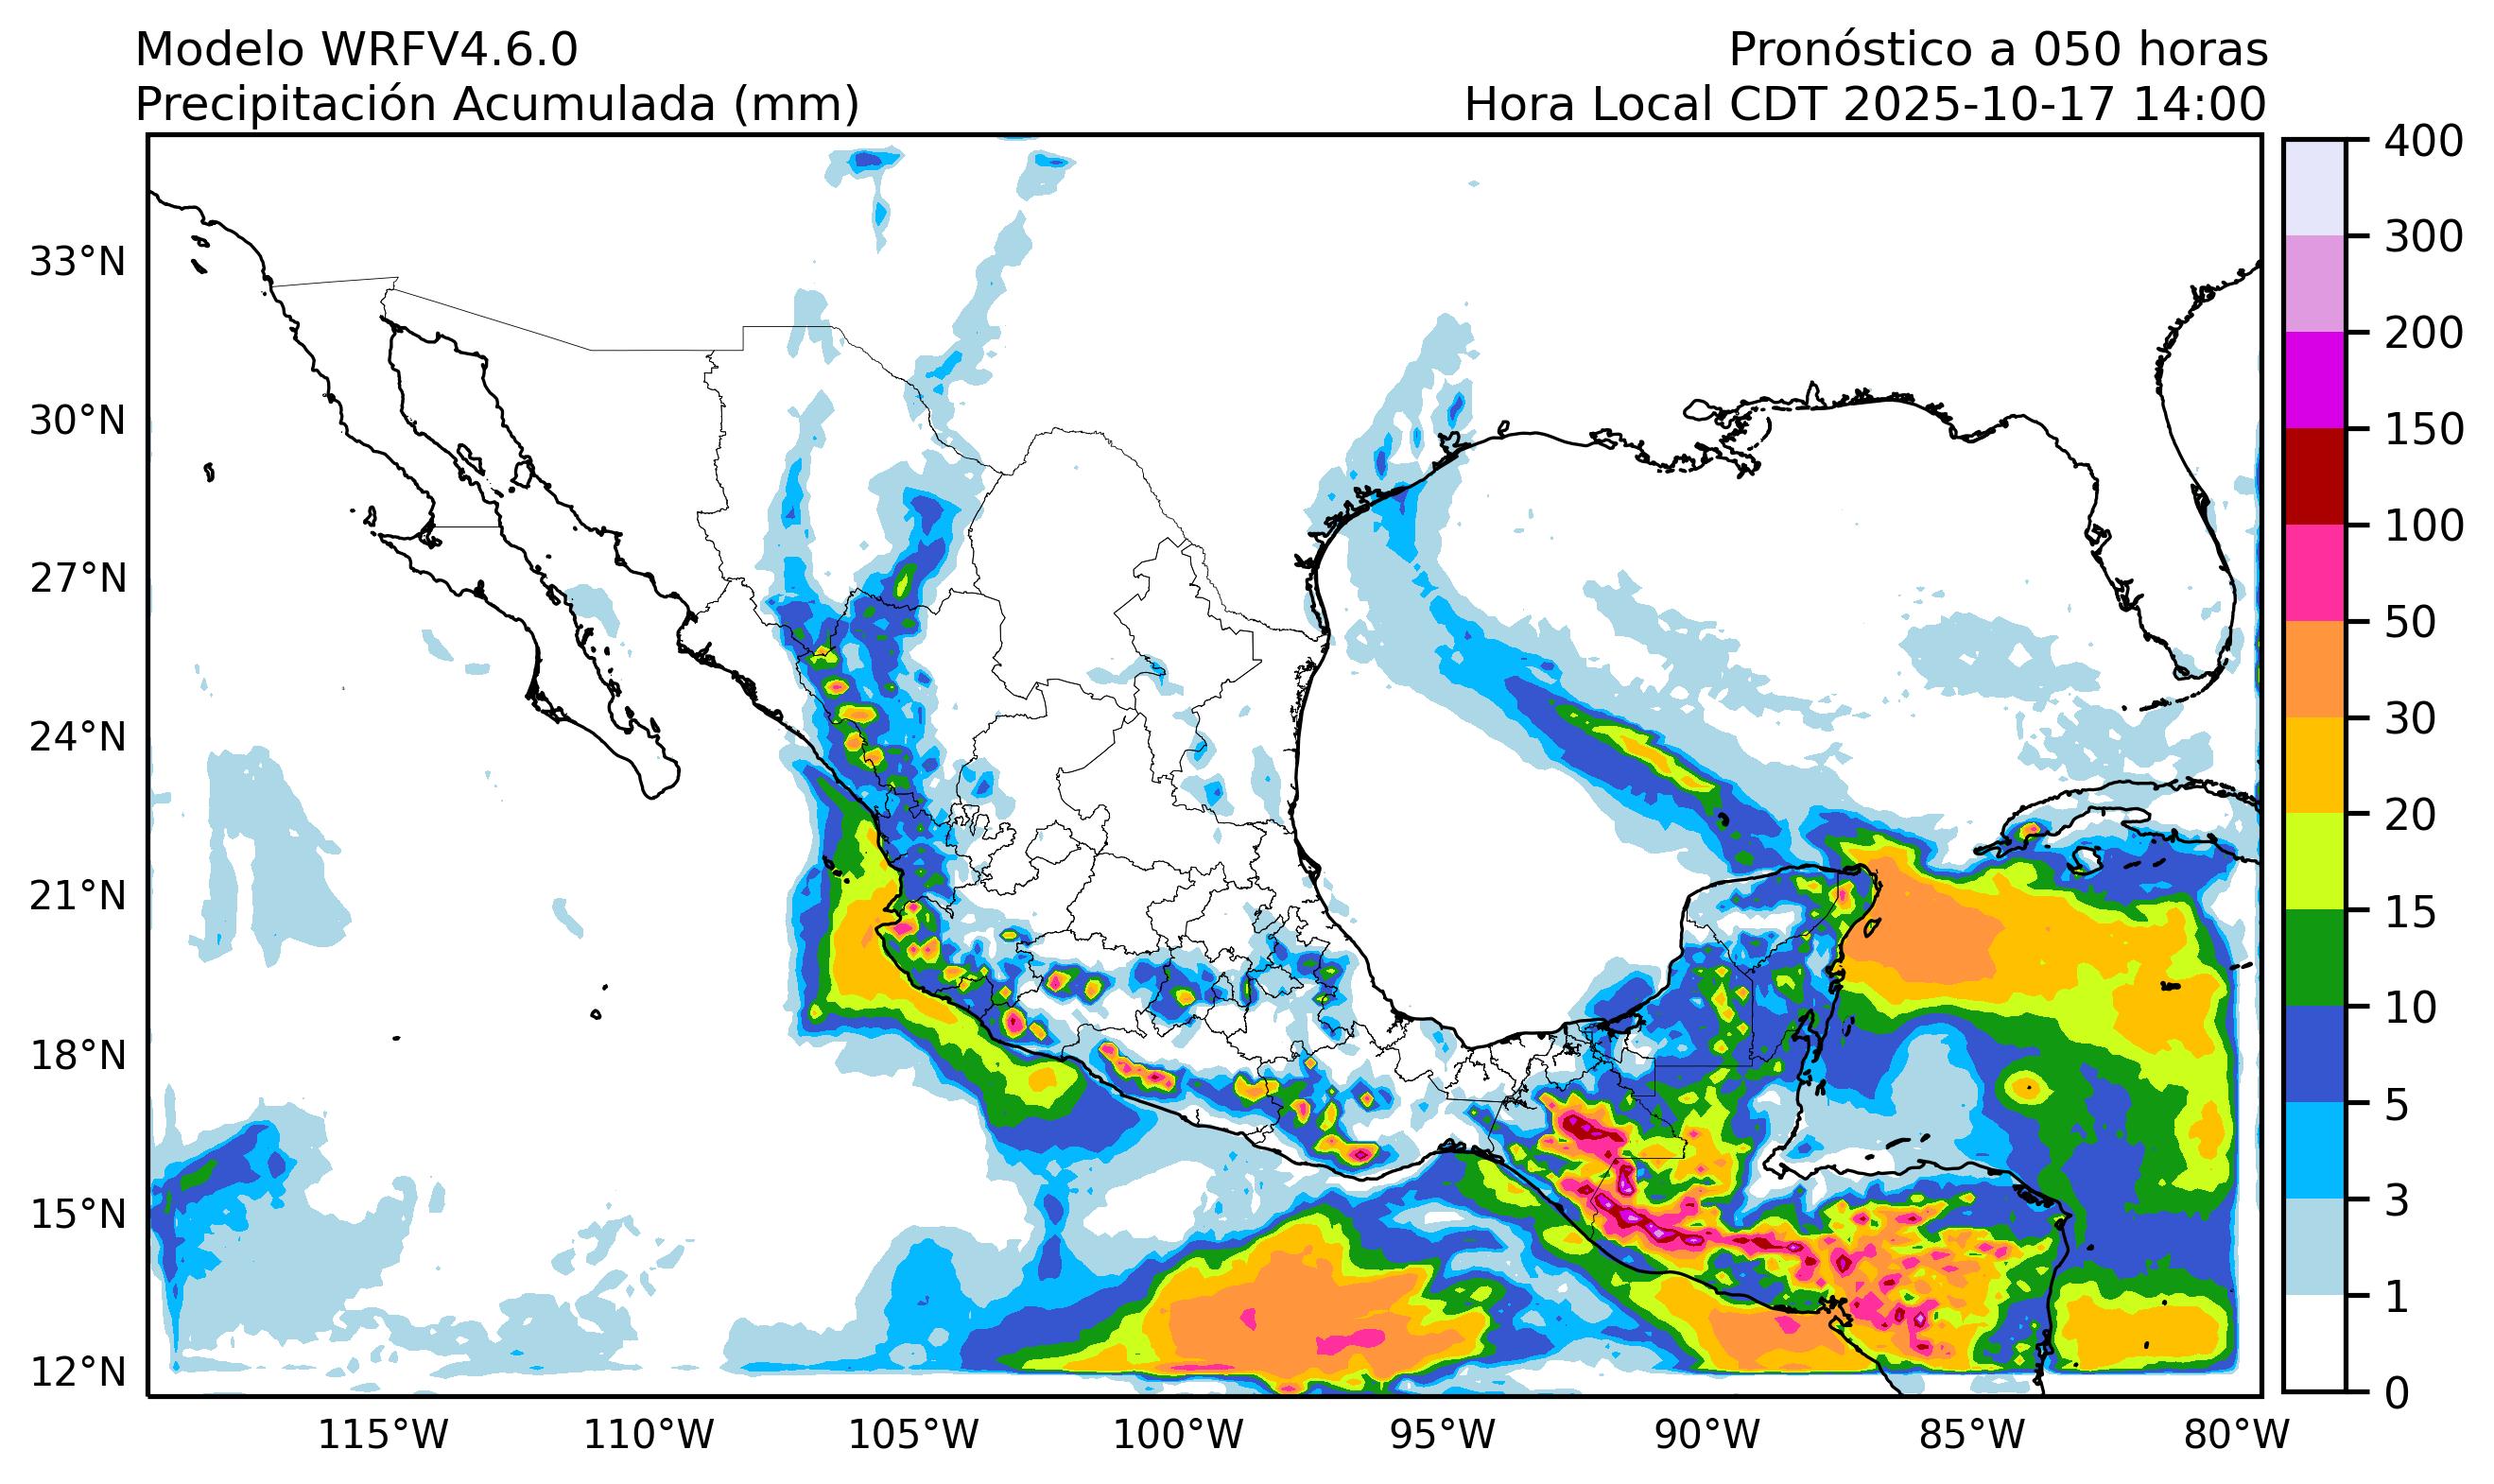 Modelo WRFV4.6.0
Pronóstico a 050 horas
Precipitación Acumulada (mm)
Hora Local CDT 2025-10-17 14:00
33°N
30°N
27°N
24°N
21°N
18°N
15°N
12°N
115°W
110°W
105°W
100°W
95°W
90°W
85°W
80°W
400
300
200
150
100
50
30
20
15
10
5
3
1
0